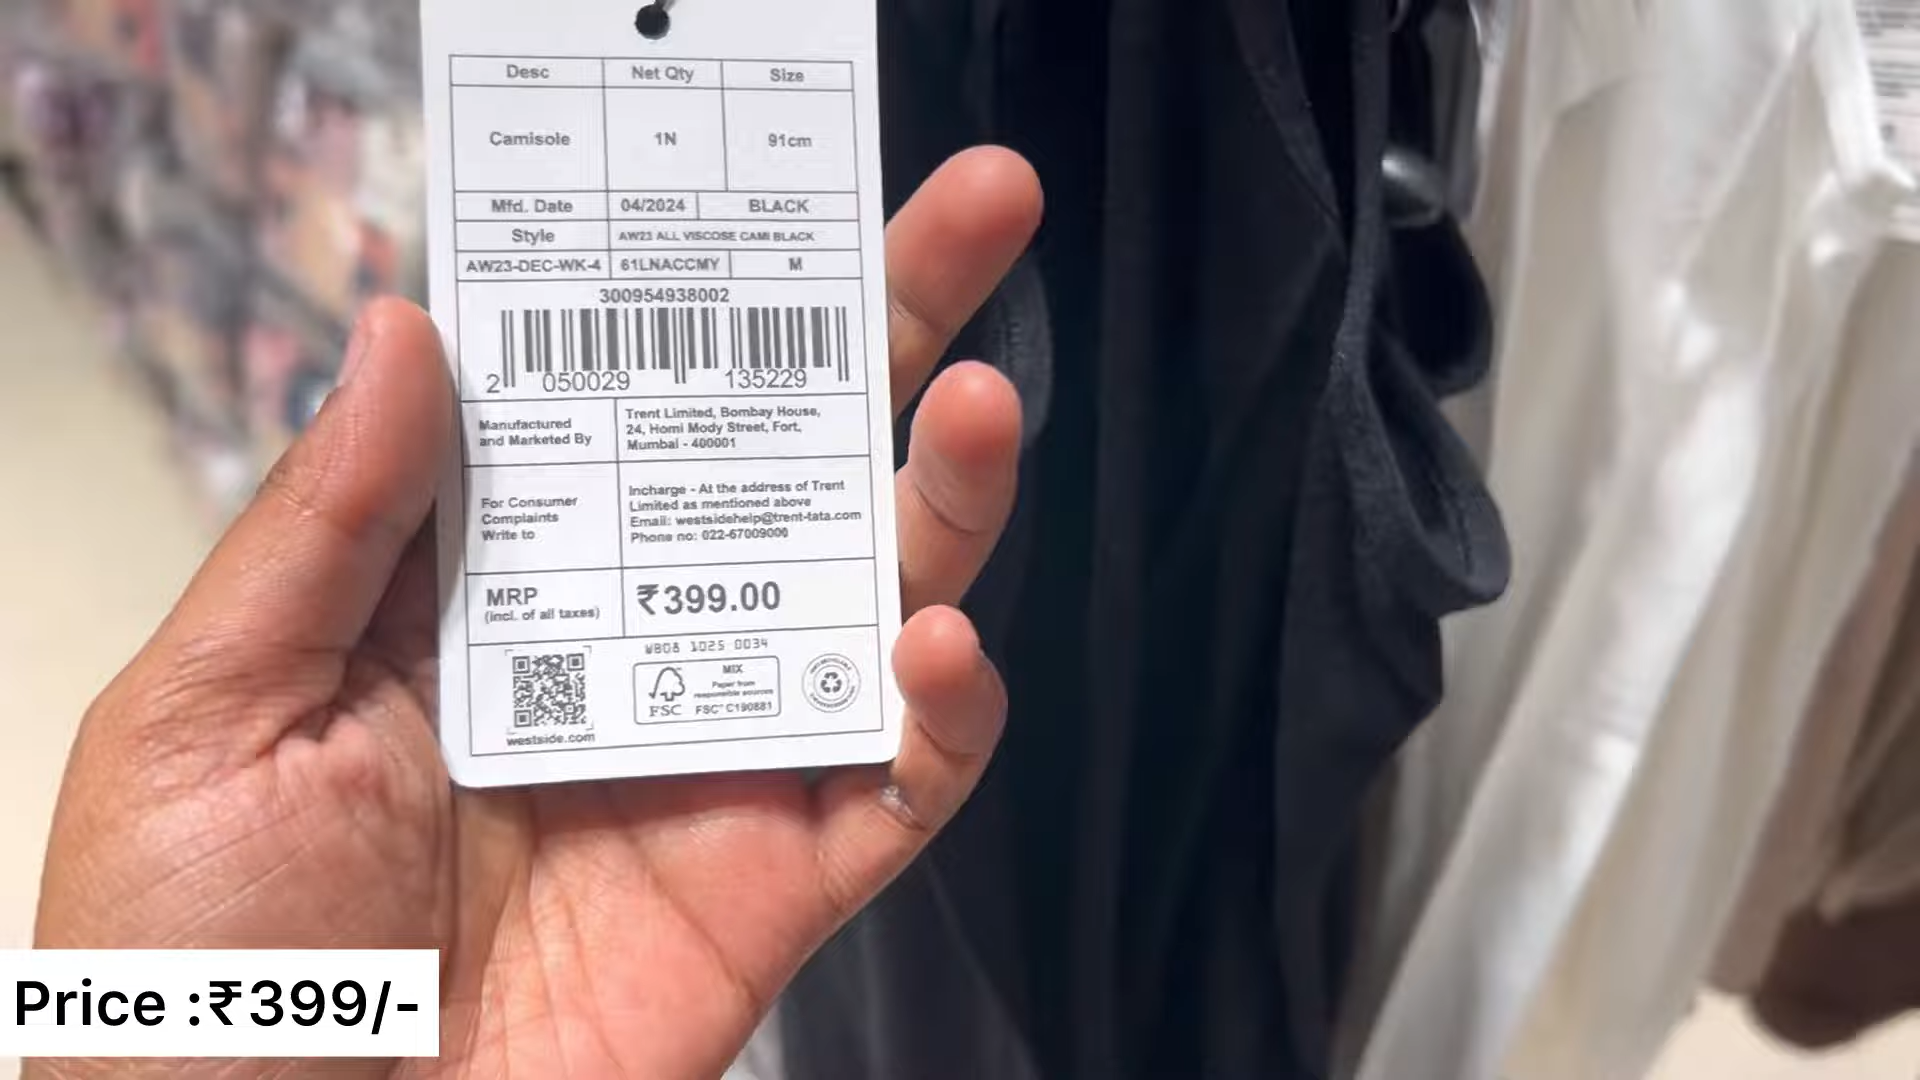 Desc Net Qty Size
Camisole 1N 91cm
Mfd. Date 04/2024 BLACK
Style AW23 ALL VISCOSE CAMI BLACK
AW23-DEC-WK-4 61LNACCMY M
300954938002
2 050029 135229
Manufactured
and Marketed By
Trent Limited, Bombay House,
24, Homi Mody Street, Fort,
Mumbai - 400001
For Consumer
Complaints
Write to
Incharge - At the address of Trent
Limited as mentioned above
Email: westsidehelp@trent-tata.com
Phone no: 022-67009000
MRP
(incl. of all taxes)
₹399.00
WB08 1025 0034
MIX
Paper from
responsible sources
FSC
FSC™ C190881
westside.com
Price :₹399/-